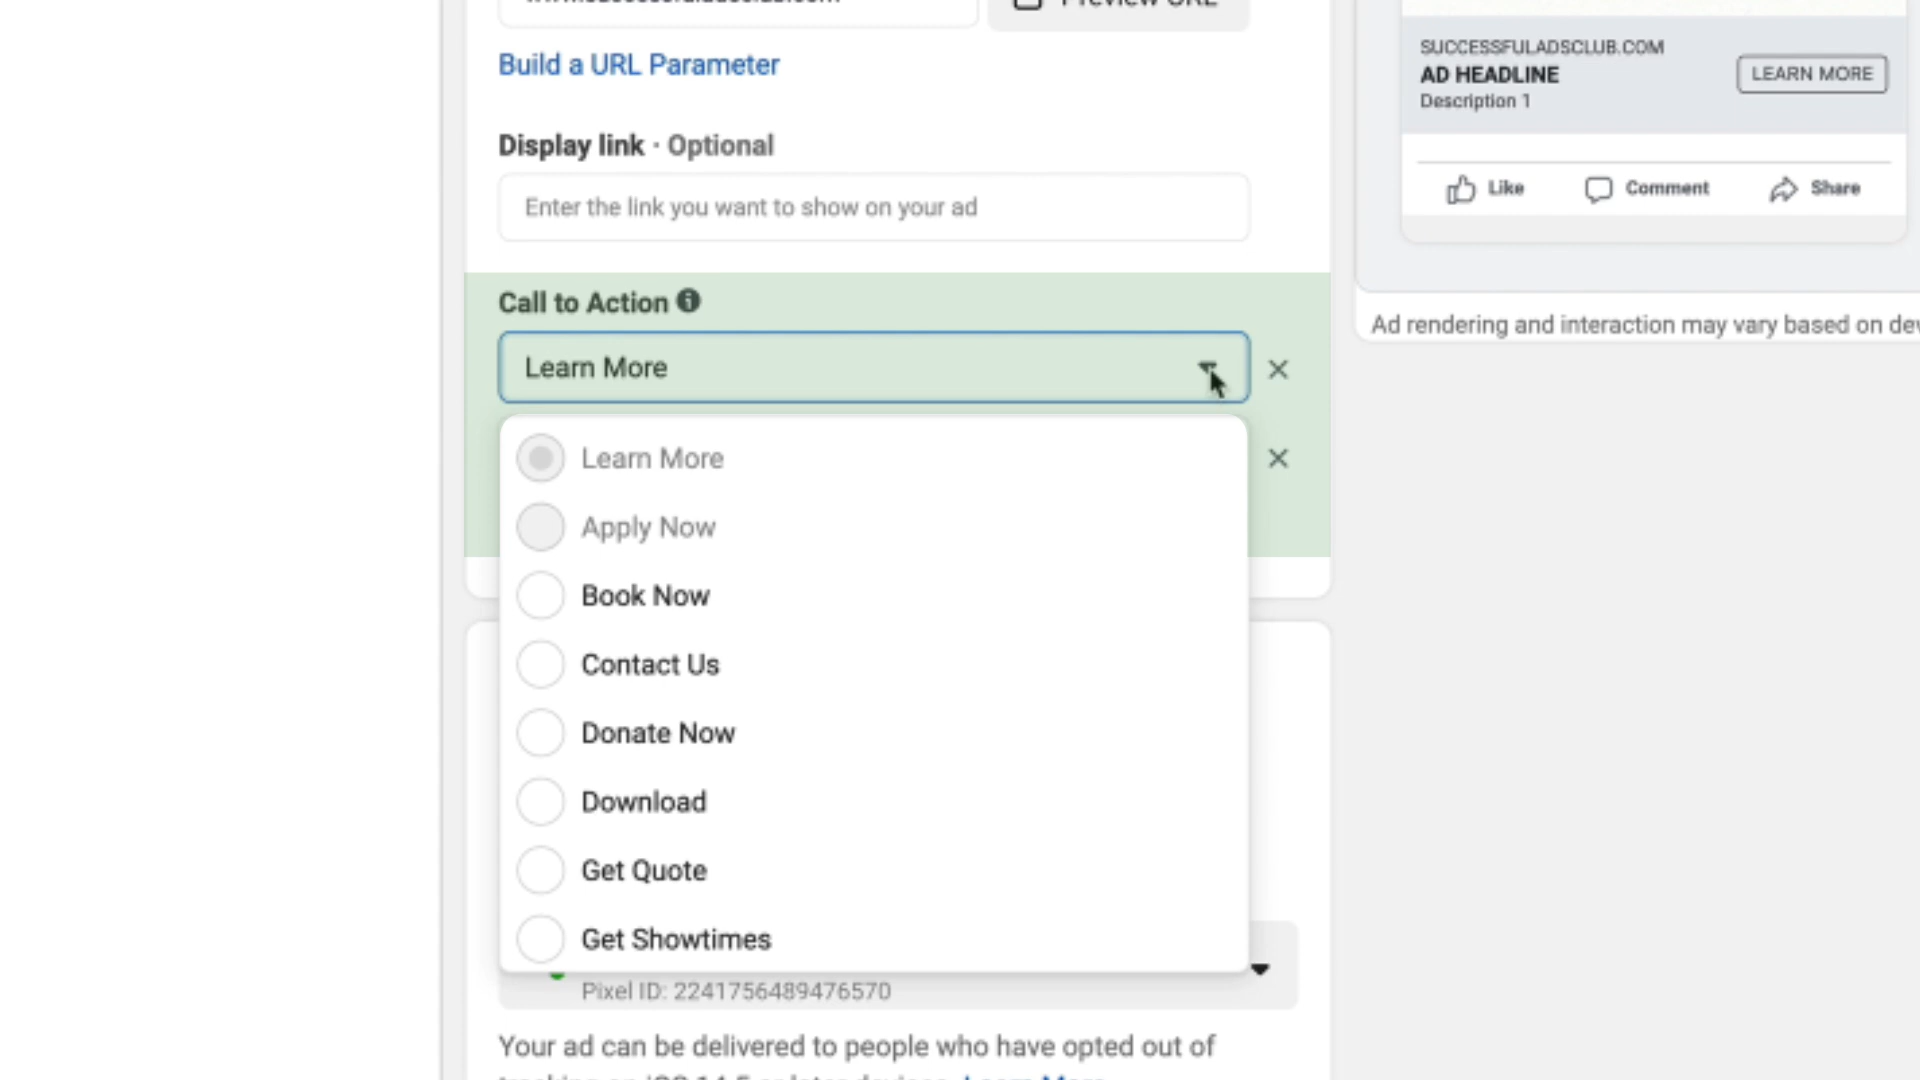 Preview URL
Build a URL Parameter
Display link · Optional
Enter the link you want to show on your ad
Call to Action
Learn More
Learn More
Apply Now
Book Now
Contact Us
Donate Now
Download
Get Quote
Get Showtimes
Pixel ID: 2241756489476570
Your ad can be delivered to people who have opted out of
SUCCESSFULADSCLUB.COM
AD HEADLINE
LEARN MORE
Description 1
Like
Comment
Share
Ad rendering and interaction may vary based on